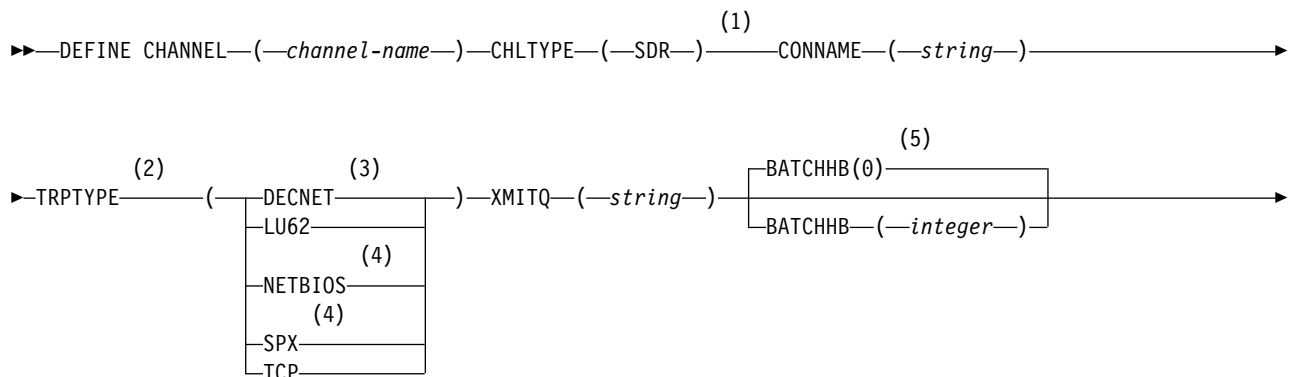 (1)
DEFINE CHANNEL ( channel-name ) CHLTYPE ( SDR ) CONNAME ( string )
(2) (3) (5)
TRPTYPE ( DECNET ) XMITQ ( string ) BATCHHB(0)
LU62 BATCHHB ( integer )
(4)
NETBIOS
(4)
SPX
TCP